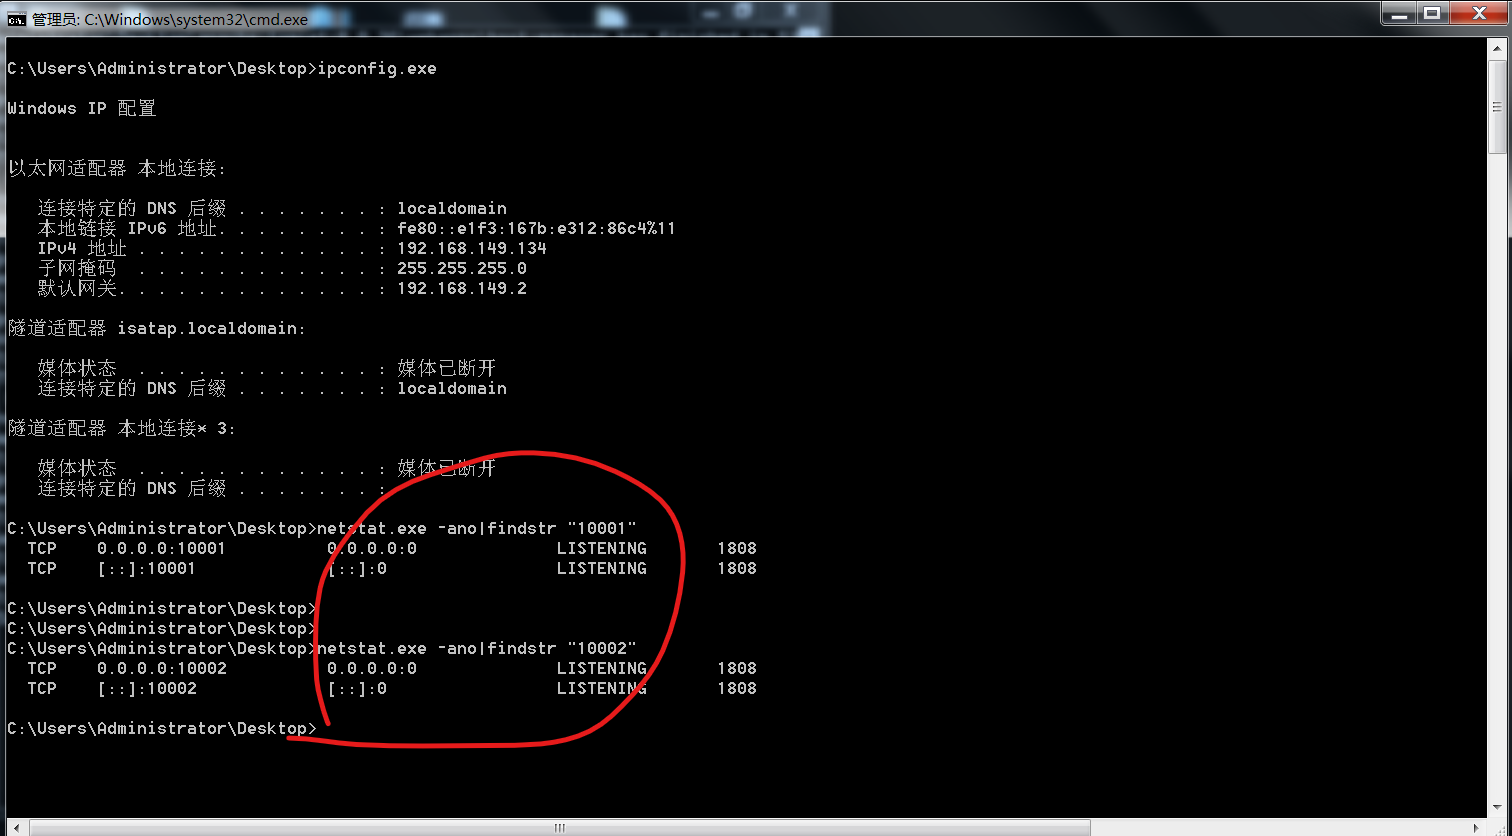 管理员: C:\Windows\system32\cmd.exe
C:\Users\Administrator\Desktop>ipconfig.exe
Windows IP 配置
以太网适配器 本地连接:
连接特定的 DNS 后缀 . . . . . . . : localdomain
本地链接 IPv6 地址. . . . . . . . : fe80::e1f3:167b:e312:86c4%11
IPv4 地址 . . . . . . . . . . . . : 192.168.149.134
子网掩码  . . . . . . . . . . . . : 255.255.255.0
默认网关. . . . . . . . . . . . . : 192.168.149.2
隧道适配器 isatap.localdomain:
媒体状态  . . . . . . . . . . . . : 媒体已断开
连接特定的 DNS 后缀 . . . . . . . : localdomain
隧道适配器 本地连接* 3:
媒体状态  . . . . . . . . . . . . : 媒体已断开
连接特定的 DNS 后缀 . . . . . . . :
C:\Users\Administrator\Desktop>netstat.exe -ano|findstr "10001"
TCP    0.0.0.0:10001          0.0.0.0:0              LISTENING       1808
TCP    [::]:10001             [::]:0                 LISTENING       1808
C:\Users\Administrator\Desktop>
C:\Users\Administrator\Desktop>
C:\Users\Administrator\Desktop>netstat.exe -ano|findstr "10002"
TCP    0.0.0.0:10002          0.0.0.0:0              LISTENING       1808
TCP    [::]:10002             [::]:0                 LISTENING       1808
C:\Users\Administrator\Desktop>